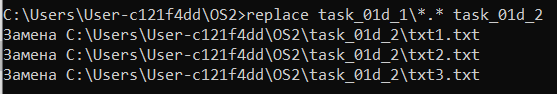 C:\Users\User-c121f4dd\OS2>replace task_01d_1\*.* task_01d_2
Замена C:\Users\User-c121f4dd\OS2\task_01d_2\txt1.txt
Замена C:\Users\User-c121f4dd\OS2\task_01d_2\txt2.txt
Замена C:\Users\User-c121f4dd\OS2\task_01d_2\txt3.txt